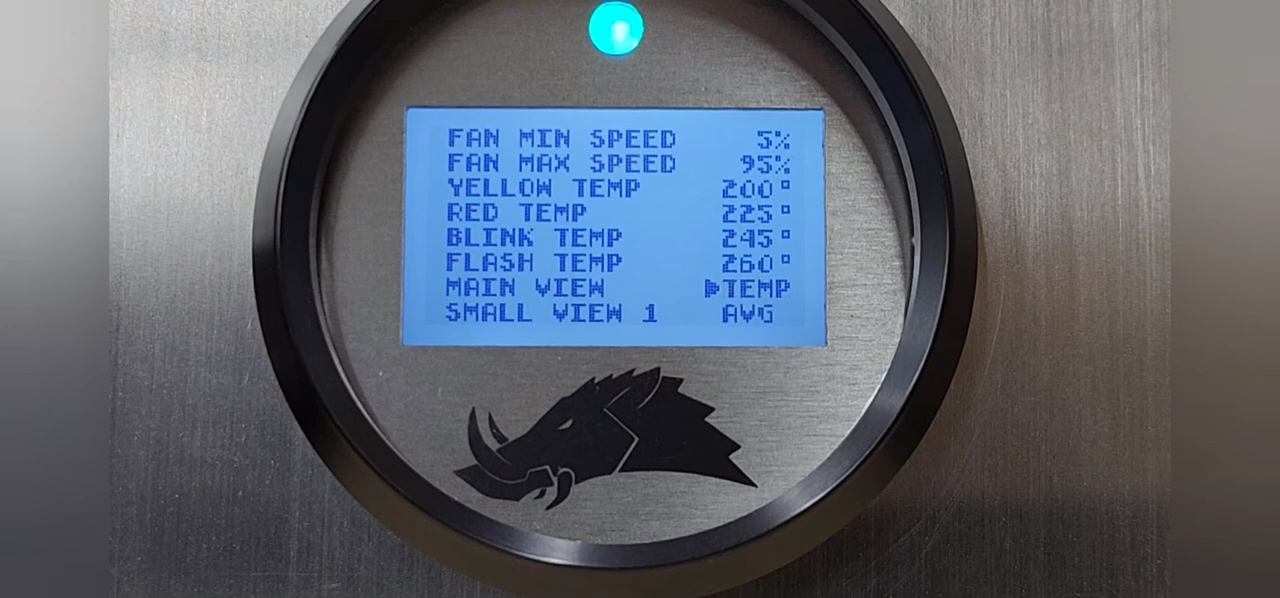 FAN MIN SPEED 5%
FAN MAX SPEED 95%
YELLOW TEMP 200°
RED TEMP 225°
BLINK TEMP 245°
FLASH TEMP 260°
MAIN VIEW ▶TEMP
SMALL VIEW 1 AVG